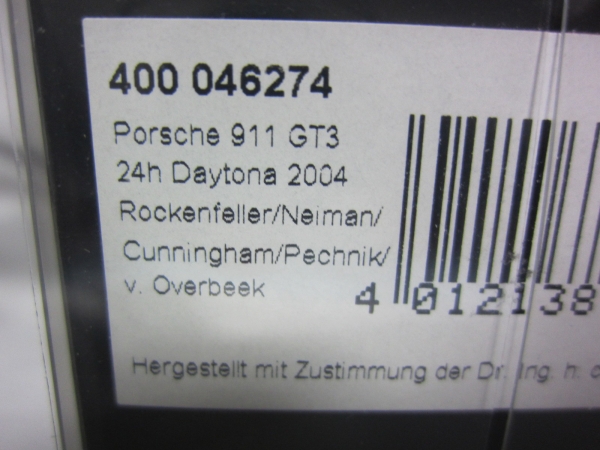 400 046274
Porsche 911 GT3
24h Daytona 2004
Rockenfeller/Neiman/
Cunningham/Pechnik/
v. Overbeek
4 012138
Hergestellt mit Zustimmung der Dr. Ing. h. c